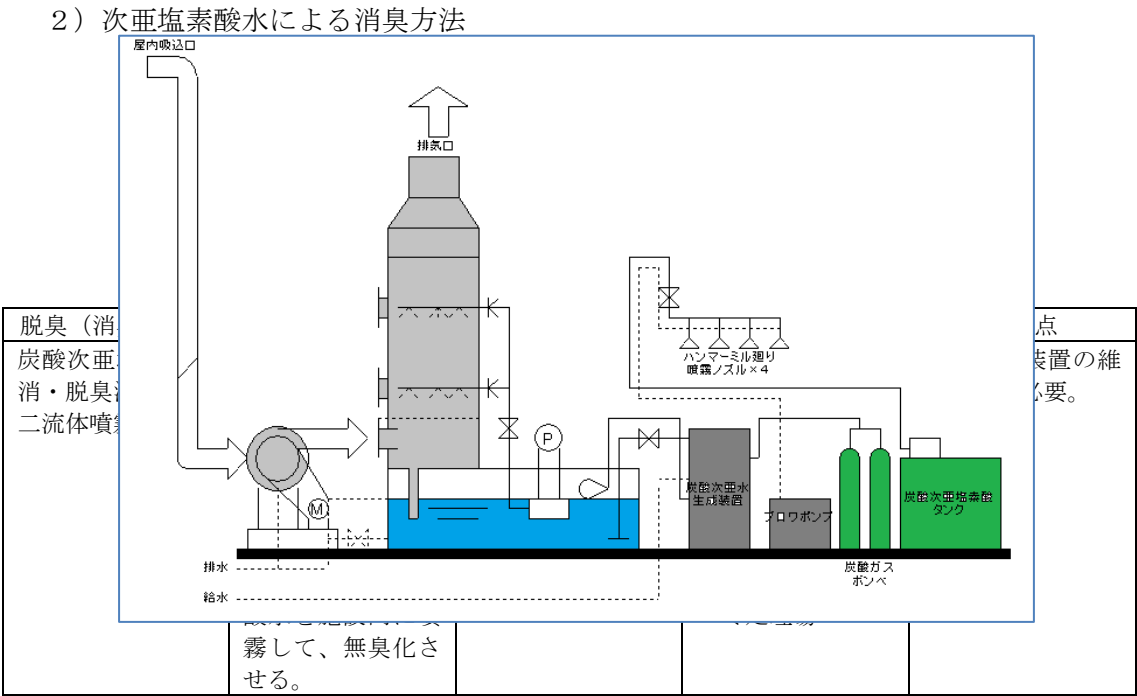 ２）次亜塩素酸水による消臭方法
屋内吸込口
排気口
ハンマーミル廻り
噴霧ノズル×４
P
M
炭酸次亜水
生成装置
ブロワポンプ
炭酸次亜塩素酸
タンク
炭酸ガス
ボンベ
排水
給水
脱臭（消
炭酸次亜
消・脱臭
二流体噴
点
装置の維
必要。
霧して、無臭化さ
せる。